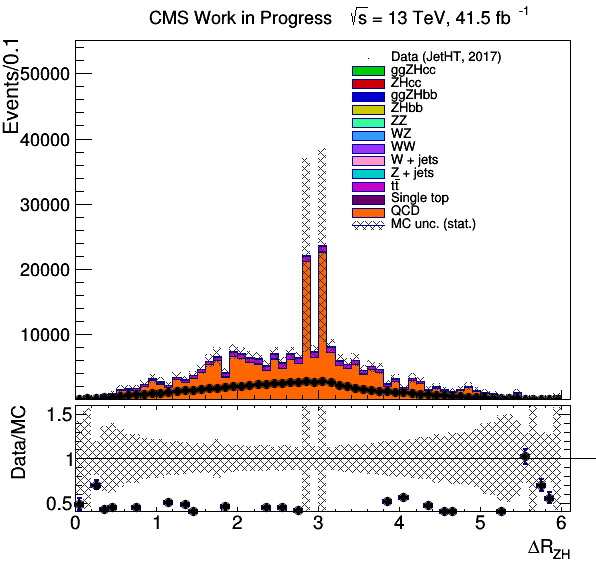 CMS Work in Progress √s = 13 TeV, 41.5 fb⁻¹
Events/0.1
50000
40000
30000
20000
10000
Data (JetHT, 2017)
ggZHcc
ZHcc
ggZHbb
ZHbb
ZZ
WZ
WW
W + jets
Z + jets
tt̄
Single top
QCD
MC unc. (stat.)
Data/MC
1.5
1
0.5
0 1 2 3 4 5 6
ΔR_ZH